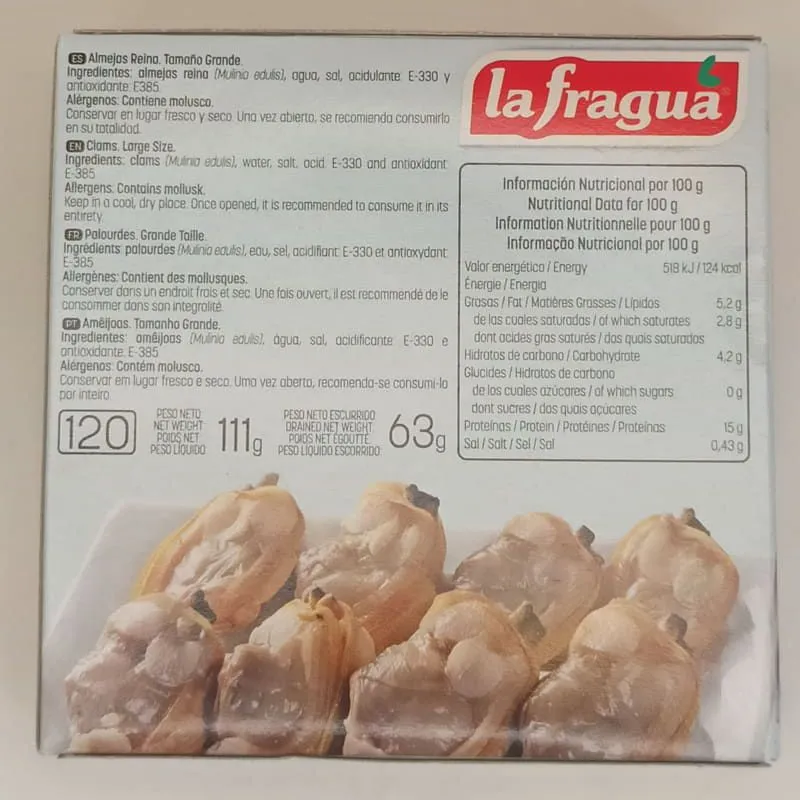 ES Almejas Reina. Tamaño Grande.
Ingredientes: almejas reina (Mulinia edulis), agua, sal, acidulante: E-330 y
antioxidante: E385.
Alérgenos: Contiene molusco.
Conservar en lugar fresco y seco. Una vez abierto, se recomienda consumirlo
en su totalidad.
EN Clams. Large Size.
Ingredients: clams (Mulinia edulis), water, salt, acid: E-330 and antioxidant:
E-385
Allergens: Contains mollusk.
Keep in a cool, dry place. Once opened, it is recommended to consume it in its
entirety.
FR Palourdes. Grande Taille.
Ingrédients: palourdes (Mulinia edulis), eau, sel, acidifiant: E-330 et antioxydant:
E-385
Allergènes: Contient des mollusques.
Conserver dans un endroit frais et sec. Une fois ouvert, il est recommendé de le
consommer dans son integralité.
PT Amêijoas. Tamanho Grande.
Ingredientes: amêijoas (Mulinia edulis), água, sal, acidificante: E-330 e
antioxidante: E-385
Alérgenos: Contém molusco.
Conservar em lugar fresco e seco. Uma vez aberto, recomenda-se consumi-lo
por inteiro.
120
PESO NETO
NET WEIGHT
POIDS NET
PESO LÍQUIDO
111g
PESO NETO ESCURRIDO
DRAINED NET WEIGHT
POIDS NET ÉGOUTTÉ
PESO LÍQUIDO ESCORRIDO
63g
la fragua®
Información Nutricional por 100 g
Nutritional Data for 100 g
Information Nutritionnelle pour 100 g
Informação Nutricional por 100 g
Valor energético / Energy 518 kJ / 124 kcal
Énergie / Energia
Grasas / Fat / Matières Grasses / Lípidos 5,2 g
de las cuales saturadas / of which saturates 2,8 g
dont acides gras saturés / dos quais saturados
Hidratos de carbono / Carbohydrate 4,2 g
Glucides / Hidratos de carbono
de los cuales azúcares / of which sugars 0 g
dont sucres / dos quais açúcares
Proteínas / Protein / Protéines / Proteínas 15 g
Sal / Salt / Sel / Sal 0,43 g